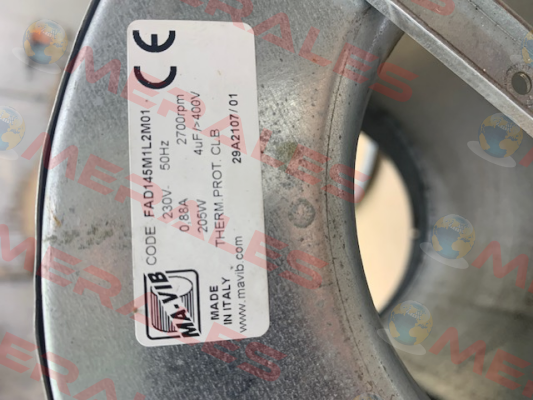 CODE FAD145M1L2M01
230V~ 50Hz 2700rpm
0.88A 4uF/>400V
205W
THERM.PROT. CLB
29A2107/01
CE
MA-VIB
MADE
IN ITALY
www.mavib.com
MERALES